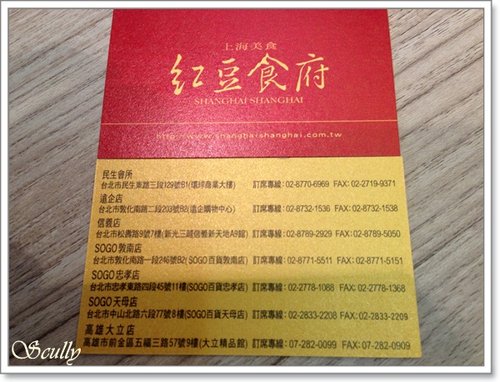 上海美食
紅豆食府
SHANGHAI SHANGHAI
http://www.shanghaishanghai.com.tw
民生會所
台北市民生東路三段129號B1(環球商業大樓) 訂席專線：02-8770-6969 FAX：02-2719-9371
遠企店
台北市敦化南路二段203號B2(遠企購物中心) 訂席專線：02-8732-1536 FAX：02-8732-1538
信義店
台北市松壽路9號7樓(新光三越信義新天地A9館) 訂席專線：02-8789-2929 FAX：02-8789-5050
SOGO敦南店
台北市敦化南路一段246號B2(SOGO百貨敦南店) 訂席專線：02-8771-5511 FAX：02-8771-5151
SOGO忠孝店
台北市忠孝東路四段45號11樓(SOGO百貨忠孝店) 訂席專線：02-2778-1088 FAX：02-2778-1368
SOGO天母店
台北市中山北路六段77號8樓(SOGO百貨天母店) 訂席專線：02-2833-2208 FAX：02-2833-2209
高雄大立店
高雄市前金區五福三路57號9樓(大立精品館) 訂席專線：07-282-0099 FAX：07-282-0909
Scully